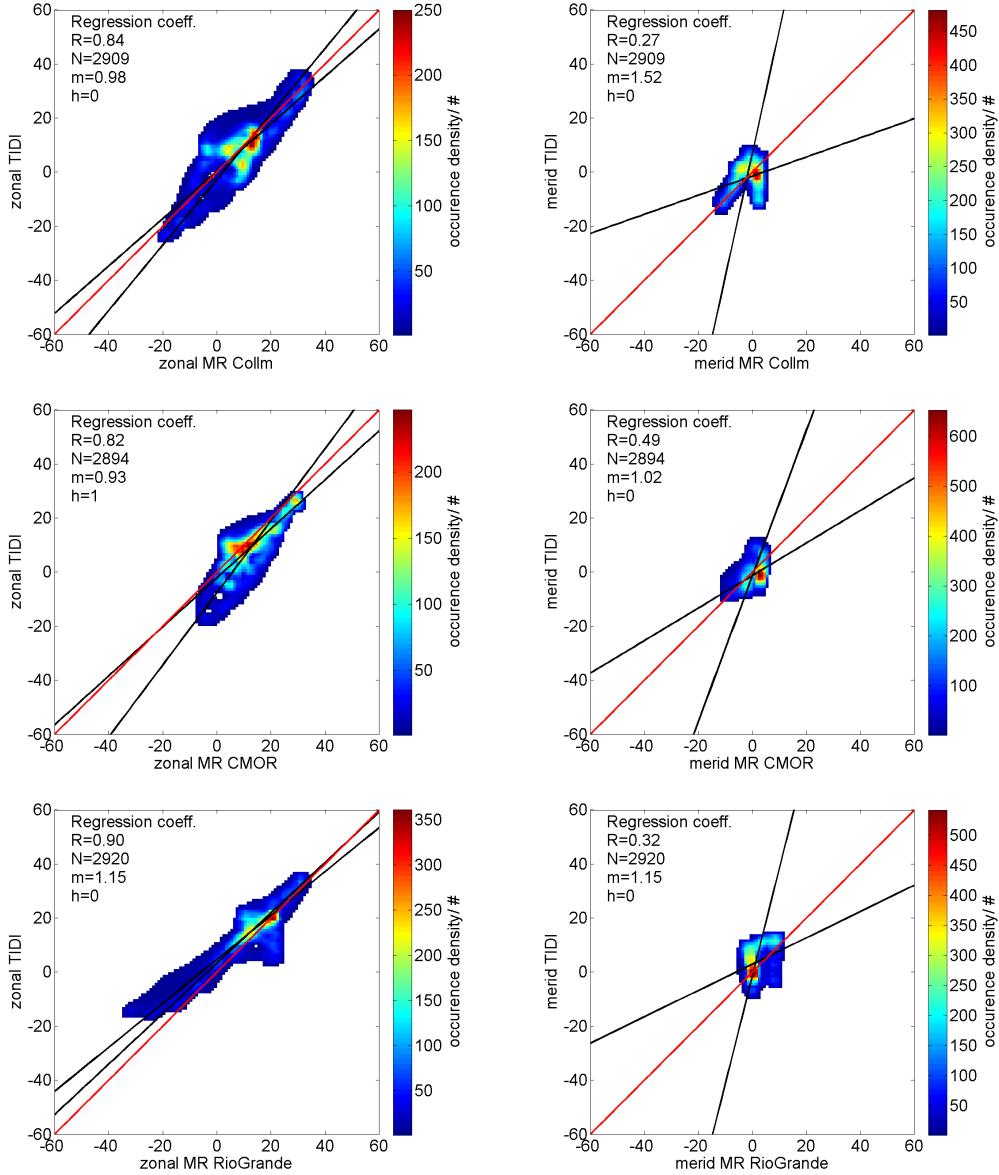 Regression coeff.
R=0.84
N=2909
m=0.98
h=0
60
40
20
0
-20
-40
-60
-60 -40 -20 0 20 40 60
zonal TIDI
zonal MR Collm
250
200
150
100
50
occurence density/ #
Regression coeff.
R=0.27
N=2909
m=1.52
h=0
60
40
20
0
-20
-40
-60
-60 -40 -20 0 20 40 60
merid TIDI
merid MR Collm
450
400
350
300
250
200
150
100
50
occurence density/ #
Regression coeff.
R=0.82
N=2894
m=0.93
h=1
60
40
20
0
-20
-40
-60
-60 -40 -20 0 20 40 60
zonal TIDI
zonal MR CMOR
200
150
100
50
occurence density/ #
Regression coeff.
R=0.49
N=2894
m=1.02
h=0
60
40
20
0
-20
-40
-60
-60 -40 -20 0 20 40 60
merid TIDI
merid MR CMOR
600
500
400
300
200
100
occurence density/ #
Regression coeff.
R=0.90
N=2920
m=1.15
h=0
60
40
20
0
-20
-40
-60
-60 -40 -20 0 20 40 60
zonal TIDI
zonal MR RioGrande
350
300
250
200
150
100
50
occurence density/ #
Regression coeff.
R=0.32
N=2920
m=1.15
h=0
60
40
20
0
-20
-40
-60
-60 -40 -20 0 20 40 60
merid TIDI
merid MR RioGrande
500
450
400
350
300
250
200
150
100
50
occurence density/ #